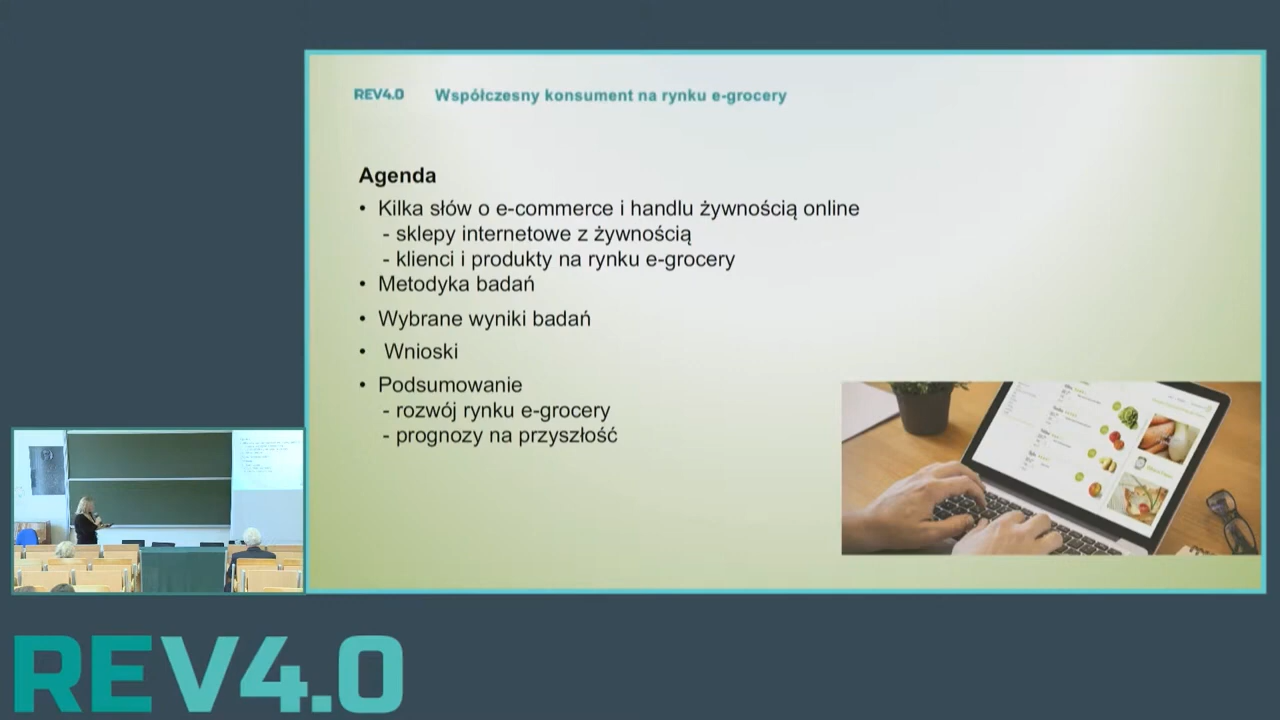 REV4.0 Współczesny konsument na rynku e-grocery
Agenda
• Kilka słów o e-commerce i handlu żywnością online
- sklepy internetowe z żywnością
- klienci i produkty na rynku e-grocery
• Metodyka badań
• Wybrane wyniki badań
• Wnioski
• Podsumowanie
- rozwój rynku e-grocery
- prognozy na przyszłość
REV4.0